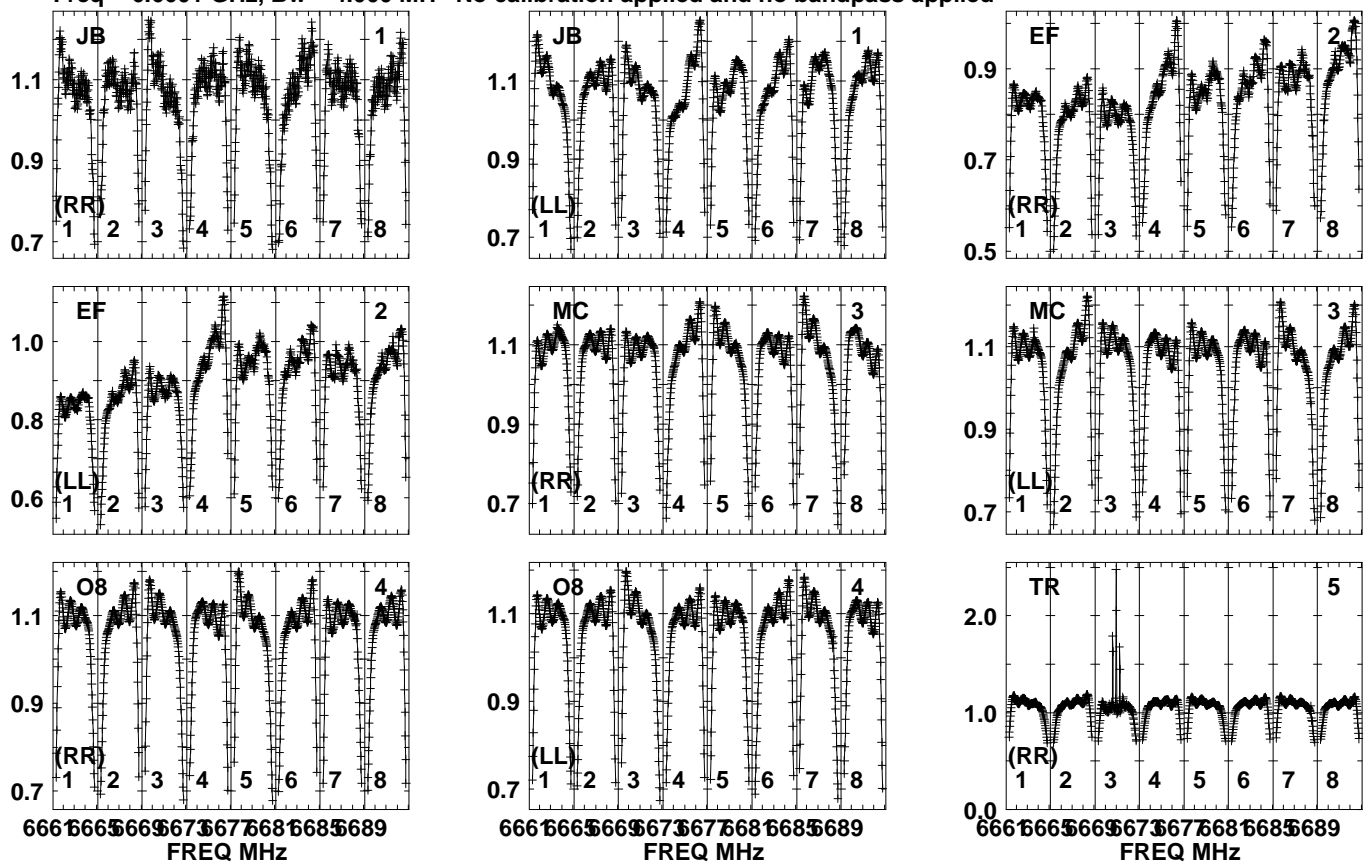 No calibration applied and no bandpass applied
JB 1
1.1
0.9
0.7
(RR)
1 2 3 4 5 6 7 8
JB 1
1.1
0.9
0.7
(LL)
1 2 3 4 5 6 7 8
EF 2
0.9
0.7
0.5
(RR)
1 2 3 4 5 6 7 8
EF 2
1.0
0.8
0.6
(LL)
1 2 3 4 5 6 7 8
MC 3
1.1
0.9
0.7
(RR)
1 2 3 4 5 6 7 8
MC 3
1.1
0.9
0.7
(LL)
1 2 3 4 5 6 7 8
O8 4
1.1
0.9
0.7
(RR)
1 2 3 4 5 6 7 8
6661 6665 6669 6673 6677 6681 6685 6689
FREQ MHz
O8 4
1.1
0.9
0.7
(LL)
1 2 3 4 5 6 7 8
6661 6665 6669 6673 6677 6681 6685 6689
FREQ MHz
TR 5
2.0
1.0
0.0
(RR)
1 2 3 4 5 6 7 8
6661 6665 6669 6673 6677 6681 6685 6689
FREQ MHz